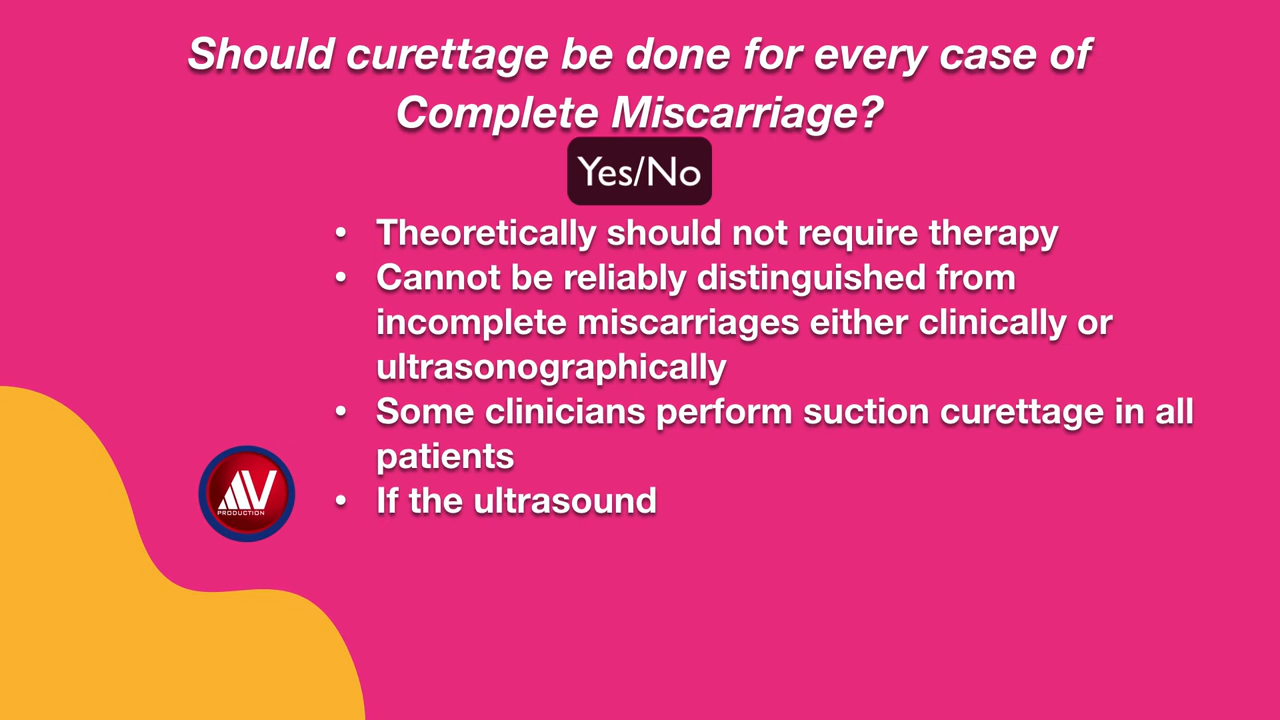 Should curettage be done for every case of
Complete Miscarriage?
Yes/No
• Theoretically should not require therapy
• Cannot be reliably distinguished from
incomplete miscarriages either clinically or
ultrasonographically
• Some clinicians perform suction curettage in all
patients
• If the ultrasound
AV
PRODUCTION